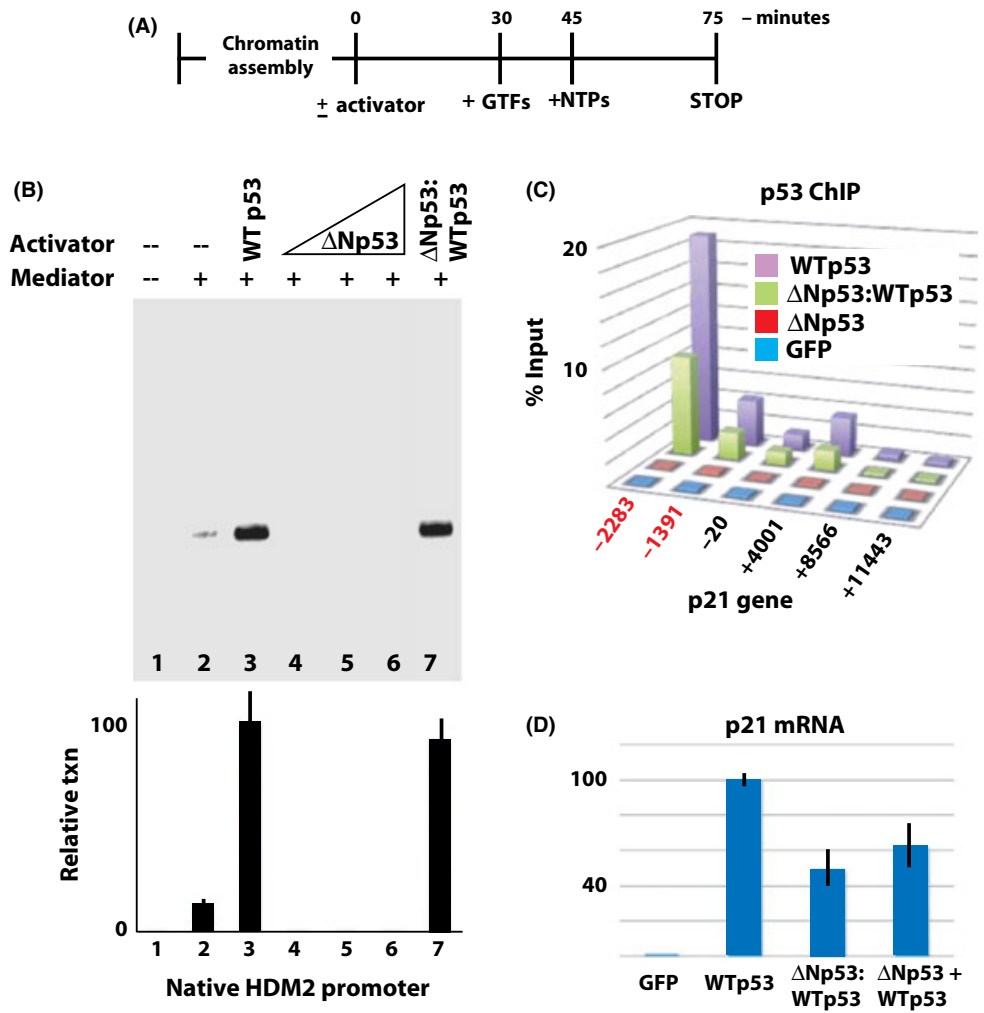 (A)
0 30 45 75 – minutes
Chromatin
assembly
± activator + GTFs +NTPs STOP
(B)
WT p53
ΔNp53
ΔNp53:
WTp53
Activator -- --
Mediator -- + + + + + +
1 2 3 4 5 6 7
100
0
Relative txn
1 2 3 4 5 6 7
Native HDM2 promoter
(C)
p53 ChIP
20
10
% Input
WTp53
ΔNp53:WTp53
ΔNp53
GFP
−2283
−1391
−20
+4001
+8566
+11443
p21 gene
(D)
p21 mRNA
100
40
GFP WTp53 ΔNp53: ΔNp53 +
WTp53 WTp53